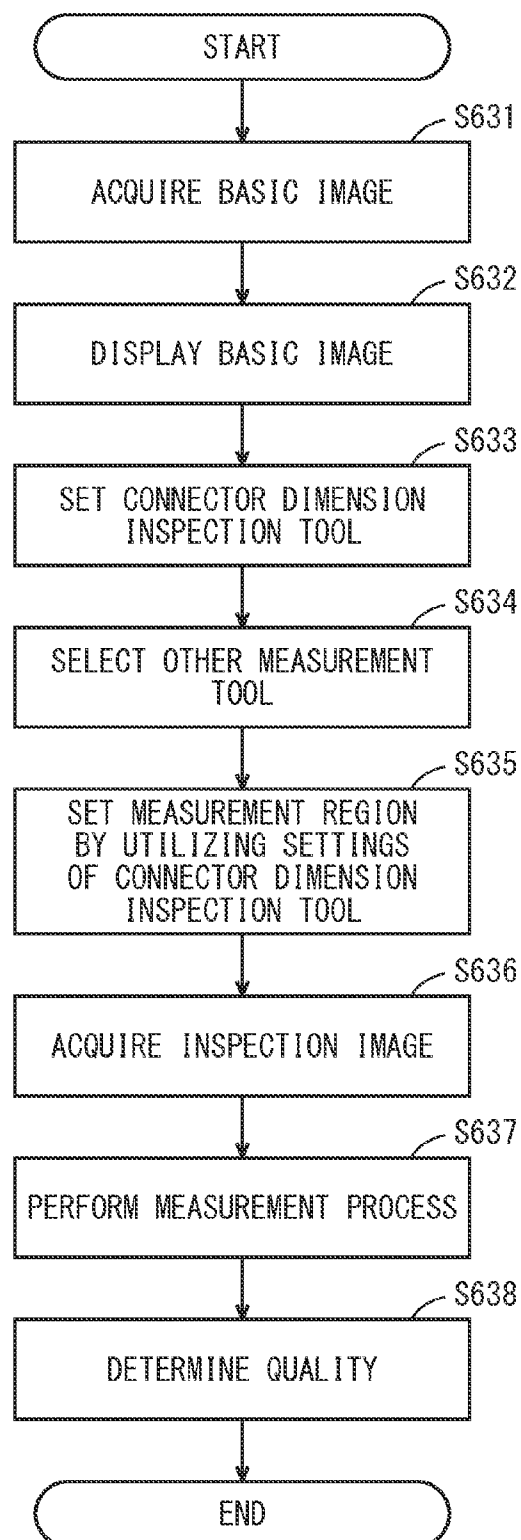 START
S631
ACQUIRE BASIC IMAGE
S632
DISPLAY BASIC IMAGE
S633
SET CONNECTOR DIMENSION
INSPECTION TOOL
S634
SELECT OTHER MEASUREMENT
TOOL
S635
SET MEASUREMENT REGION
BY UTILIZING SETTINGS
OF CONNECTOR DIMENSION
INSPECTION TOOL
S636
ACQUIRE INSPECTION IMAGE
S637
PERFORM MEASUREMENT PROCESS
S638
DETERMINE QUALITY
END